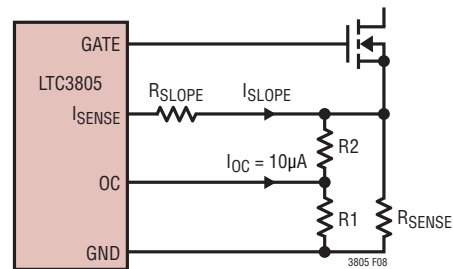 GATE
LTC3805
RSLOPE
ISLOPE
ISENSE
R2
IOC = 10µA
OC
R1
RSENSE
GND
3805 F08